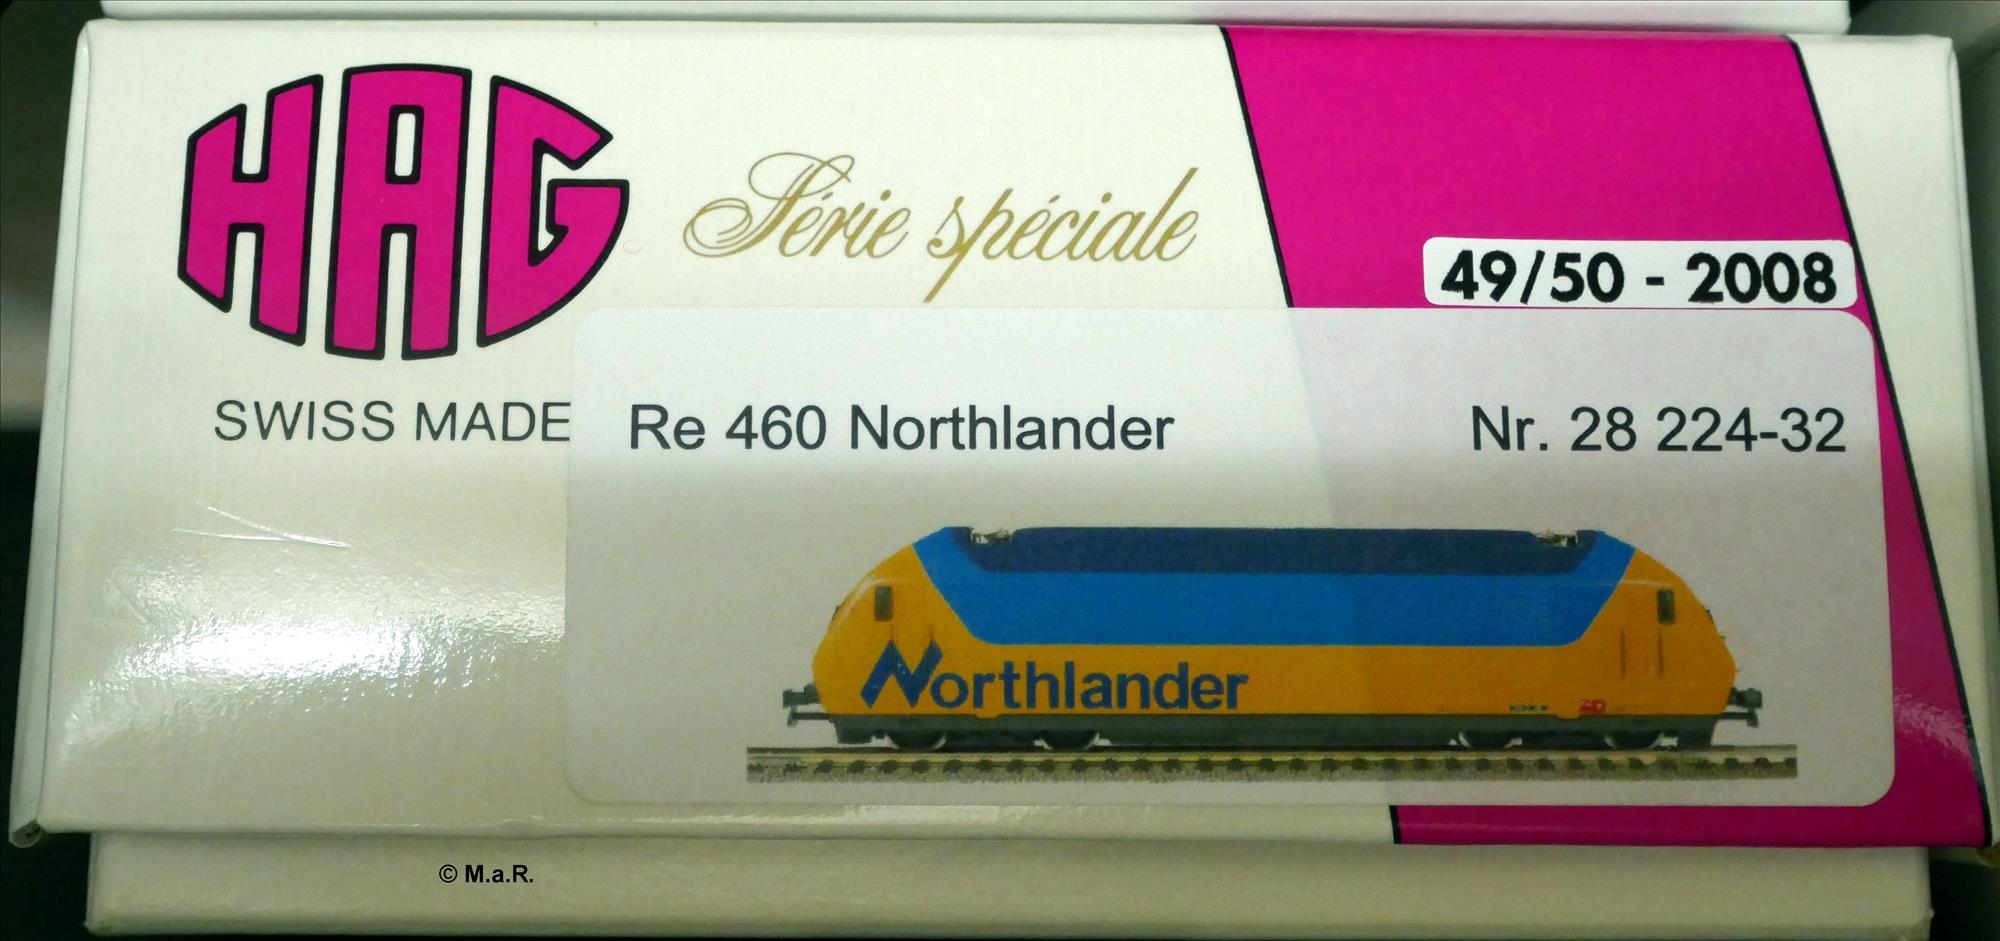 HAG
Série spéciale
49/50 - 2008
SWISS MADE
Re 460 Northlander
Nr. 28 224-32
Northlander
© M.a.R.